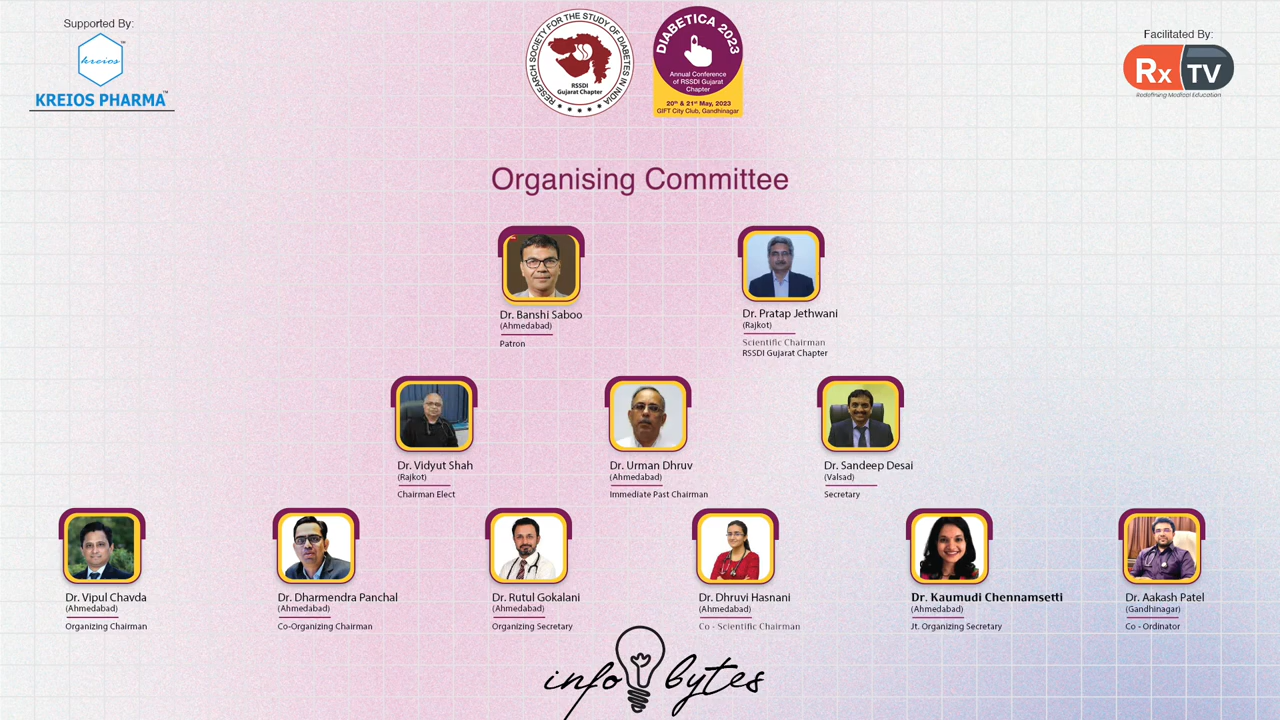 Supported By:
kreios
KREIOS PHARMA™
RESEARCH SOCIETY FOR THE STUDY OF DIABETES IN INDIA
RSSDI
Gujarat Chapter
DIABETICA 2023
Annual Conference
of RSSDI Gujarat
Chapter
20th & 21st May, 2023
GIFT City Club, Gandhinagar
Facilitated By:
Rx TV
Redefining Medical Education
Organising Committee
Dr. Banshi Saboo
(Ahmedabad)
Patron
Dr. Pratap Jethwani
(Rajkot)
Scientific Chairman
RSSDI Gujarat Chapter
Dr. Vidyut Shah
(Rajkot)
Chairman Elect
Dr. Urman Dhruv
(Ahmedabad)
Immediate Past Chairman
Dr. Sandeep Desai
(Valsad)
Secretary
Dr. Vipul Chavda
(Ahmedabad)
Organizing Chairman
Dr. Dharmendra Panchal
(Ahmedabad)
Co-Organizing Chairman
Dr. Rutul Gokalani
(Ahmedabad)
Organizing Secretary
Dr. Dhruvi Hasnani
(Ahmedabad)
Co - Scientific Chairman
Dr. Kaumudi Chennamsetti
(Ahmedabad)
Jt. Organizing Secretary
Dr. Aakash Patel
(Gandhinagar)
Co - Ordinator
info bytes